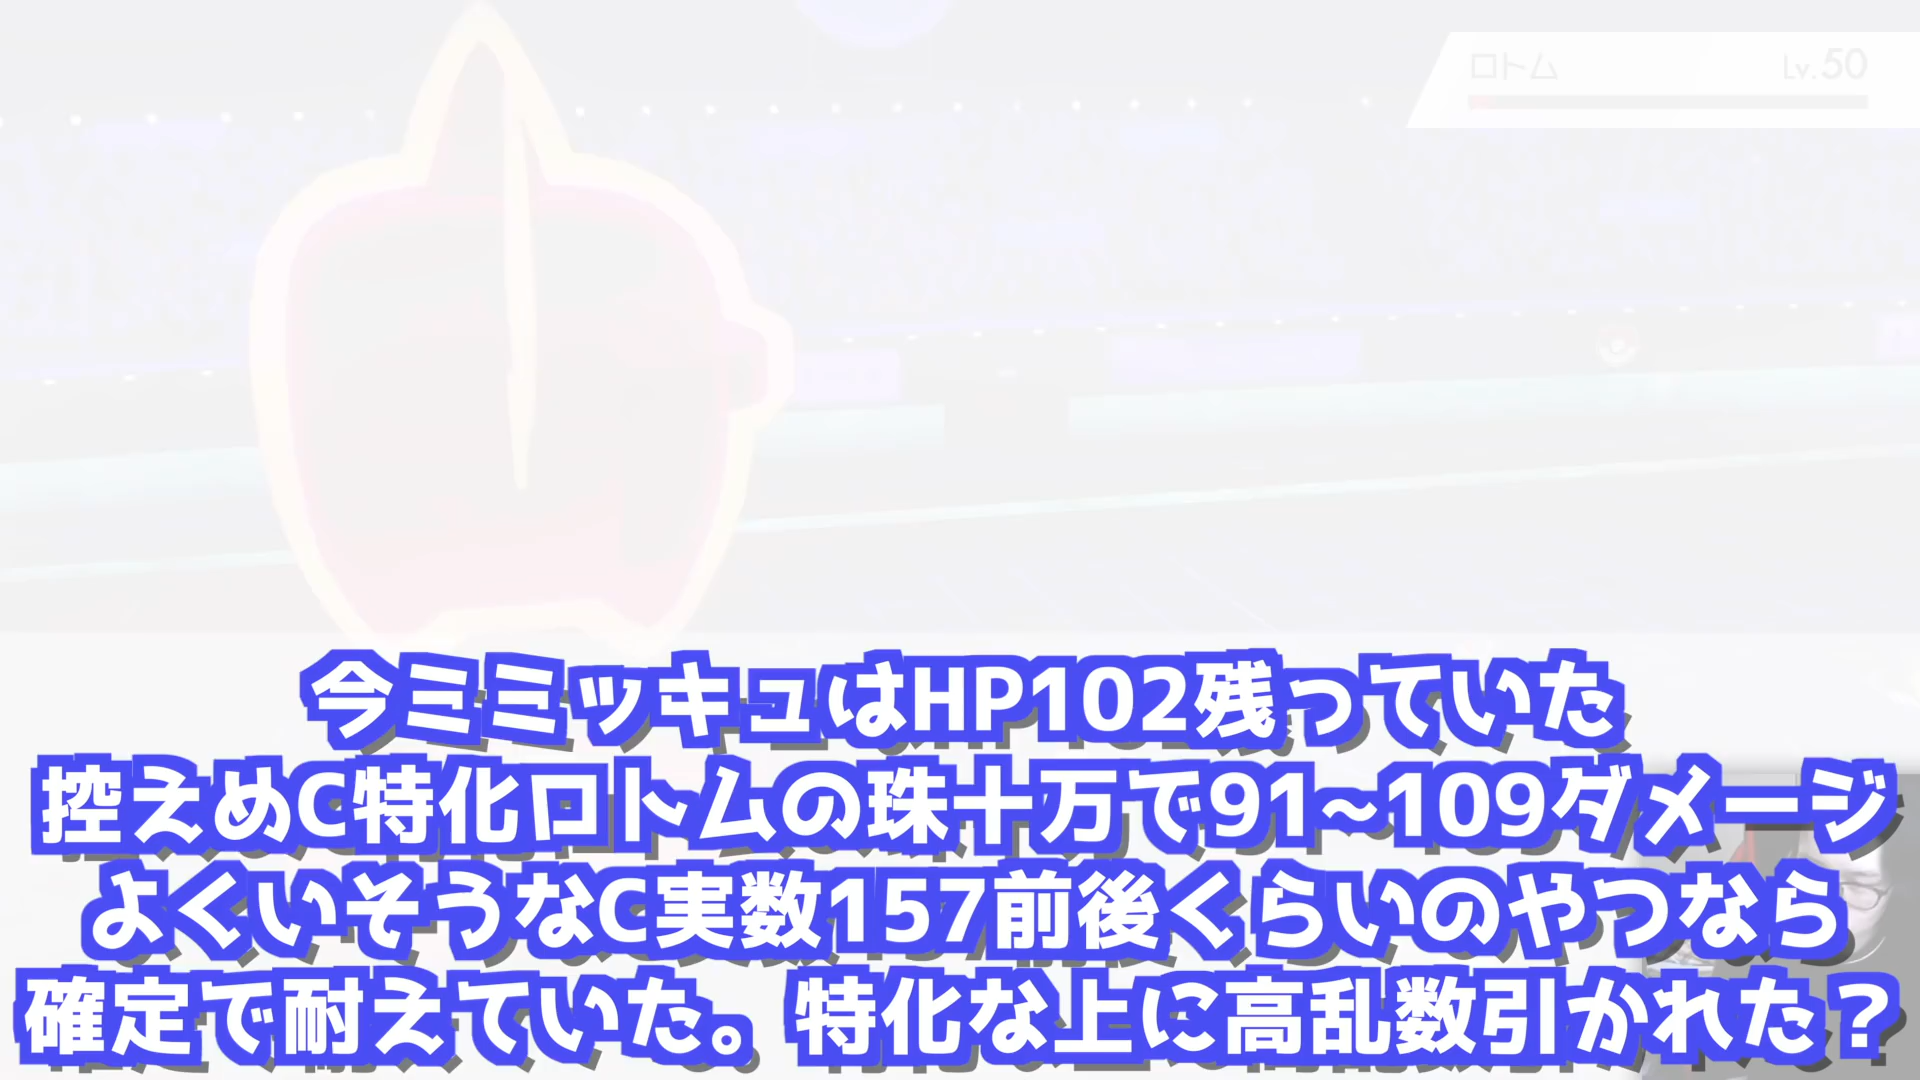 ロトム Lv.50
今ミミッキュはHP102残っていた
控えめC特化ロトムの珠十万で91~109ダメージ
よくいそうなC実数157前後くらいのやつなら
確定で耐えていた。特化な上に高乱数引かれた？